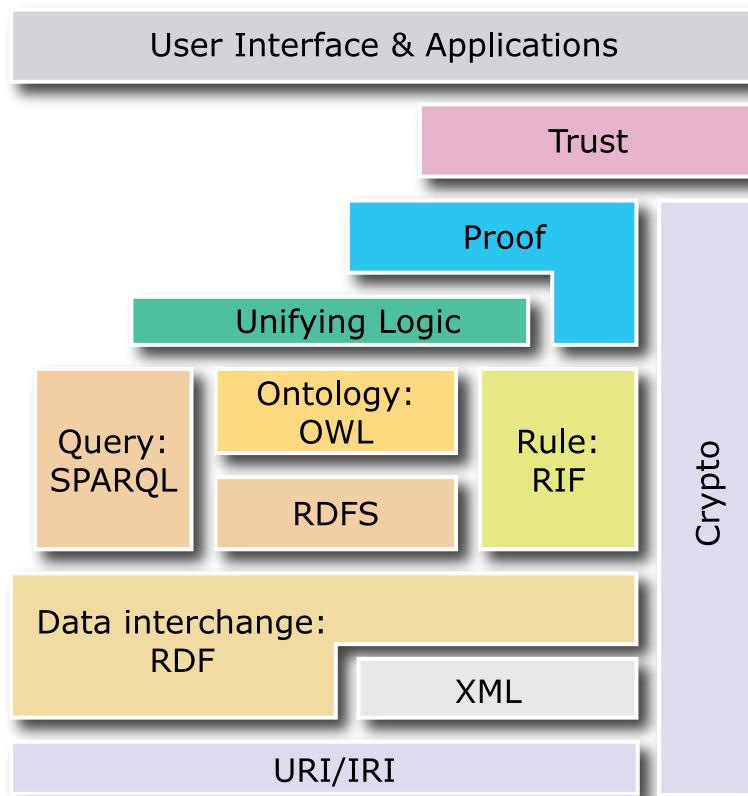 User Interface & Applications
Trust
Proof
Unifying Logic
Query:
SPARQL
Ontology:
OWL
RDFS
Rule:
RIF
Crypto
Data interchange:
RDF
XML
URI/IRI